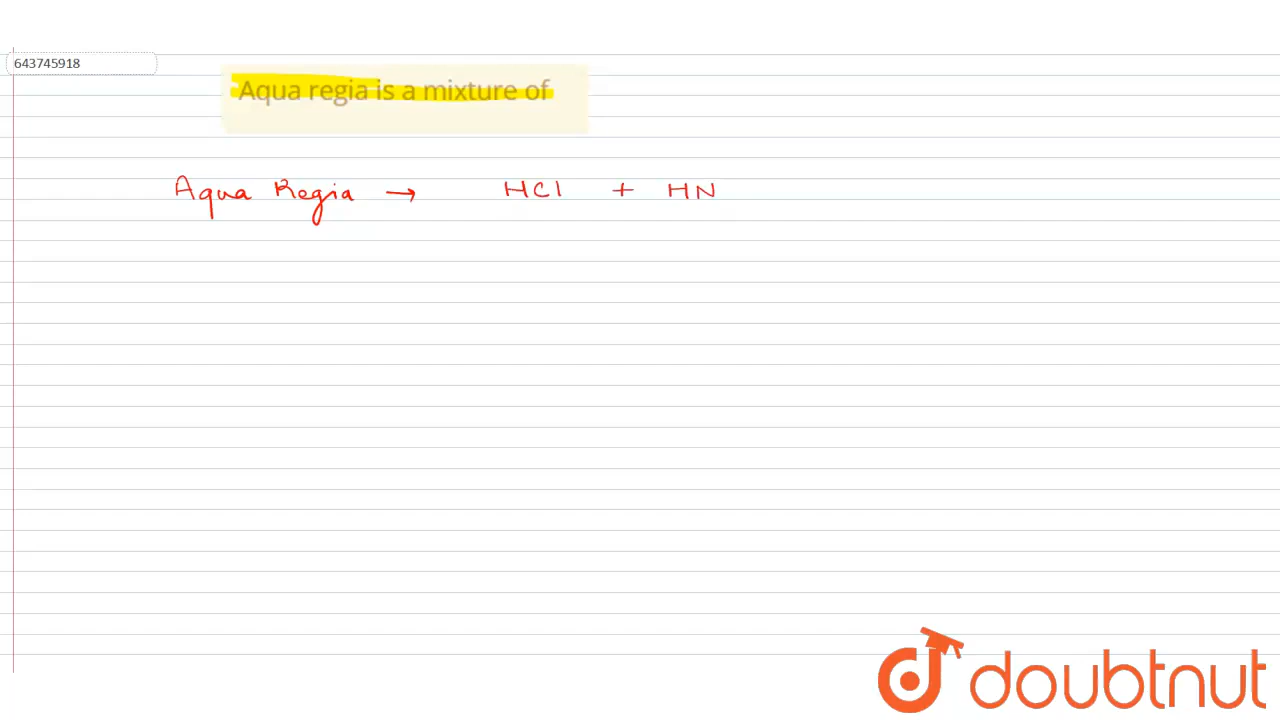 643745918
Aqua regia is a mixture of
Aqua Regia → HCl + HN
doubtnut